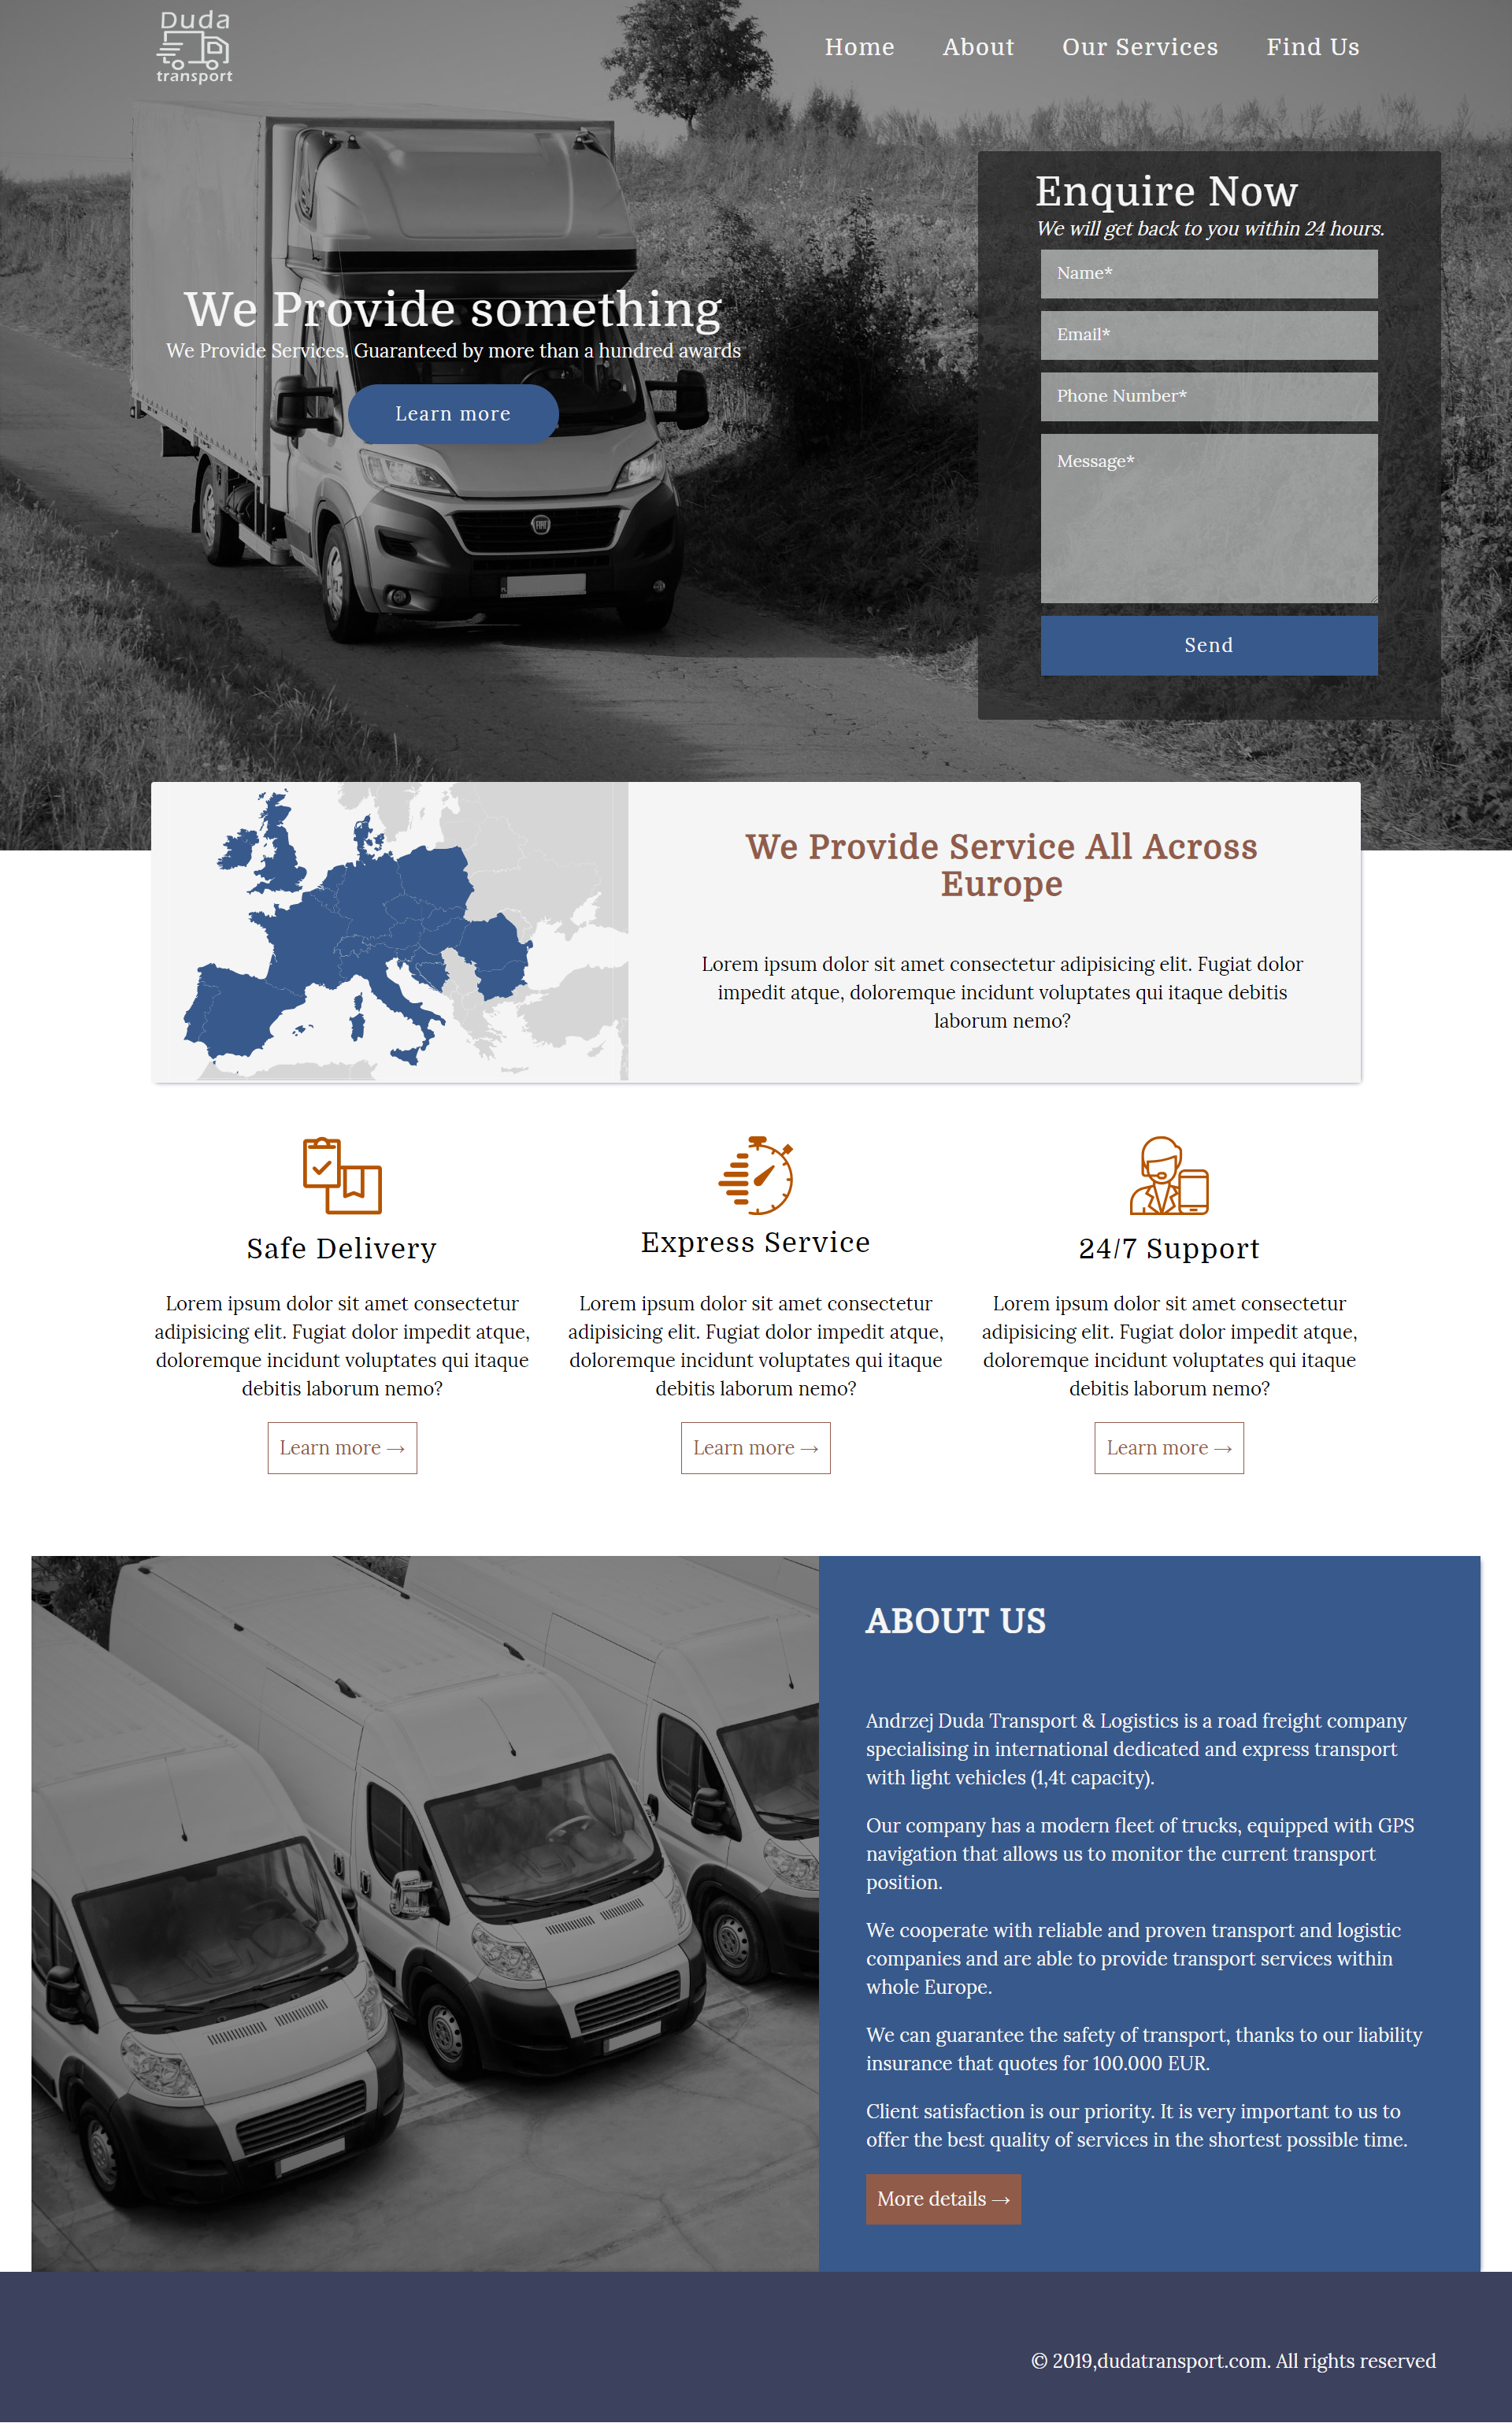 Duda
transport
Home
About
Our Services
Find Us
We Provide something
We Provide Services. Guaranteed by more than a hundred awards
Learn more
FIAT
Enquire Now
We will get back to you within 24 hours.
Name*
Email*
Phone Number*
Message*
Send
We Provide Service All Across
Europe
Lorem ipsum dolor sit amet consectetur adipisicing elit. Fugiat dolor
impedit atque, doloremque incidunt voluptates qui itaque debitis
laborum nemo?
Safe Delivery
Lorem ipsum dolor sit amet consectetur
adipisicing elit. Fugiat dolor impedit atque,
doloremque incidunt voluptates qui itaque
debitis laborum nemo?
Learn more →
Express Service
Lorem ipsum dolor sit amet consectetur
adipisicing elit. Fugiat dolor impedit atque,
doloremque incidunt voluptates qui itaque
debitis laborum nemo?
Learn more →
24/7 Support
Lorem ipsum dolor sit amet consectetur
adipisicing elit. Fugiat dolor impedit atque,
doloremque incidunt voluptates qui itaque
debitis laborum nemo?
Learn more →
ABOUT US
Andrzej Duda Transport & Logistics is a road freight company
specialising in international dedicated and express transport
with light vehicles (1,4t capacity).
Our company has a modern fleet of trucks, equipped with GPS
navigation that allows us to monitor the current transport
position.
We cooperate with reliable and proven transport and logistic
companies and are able to provide transport services within
whole Europe.
We can guarantee the safety of transport, thanks to our liability
insurance that quotes for 100.000 EUR.
Client satisfaction is our priority. It is very important to us to
offer the best quality of services in the shortest possible time.
More details →
© 2019,dudatransport.com. All rights reserved